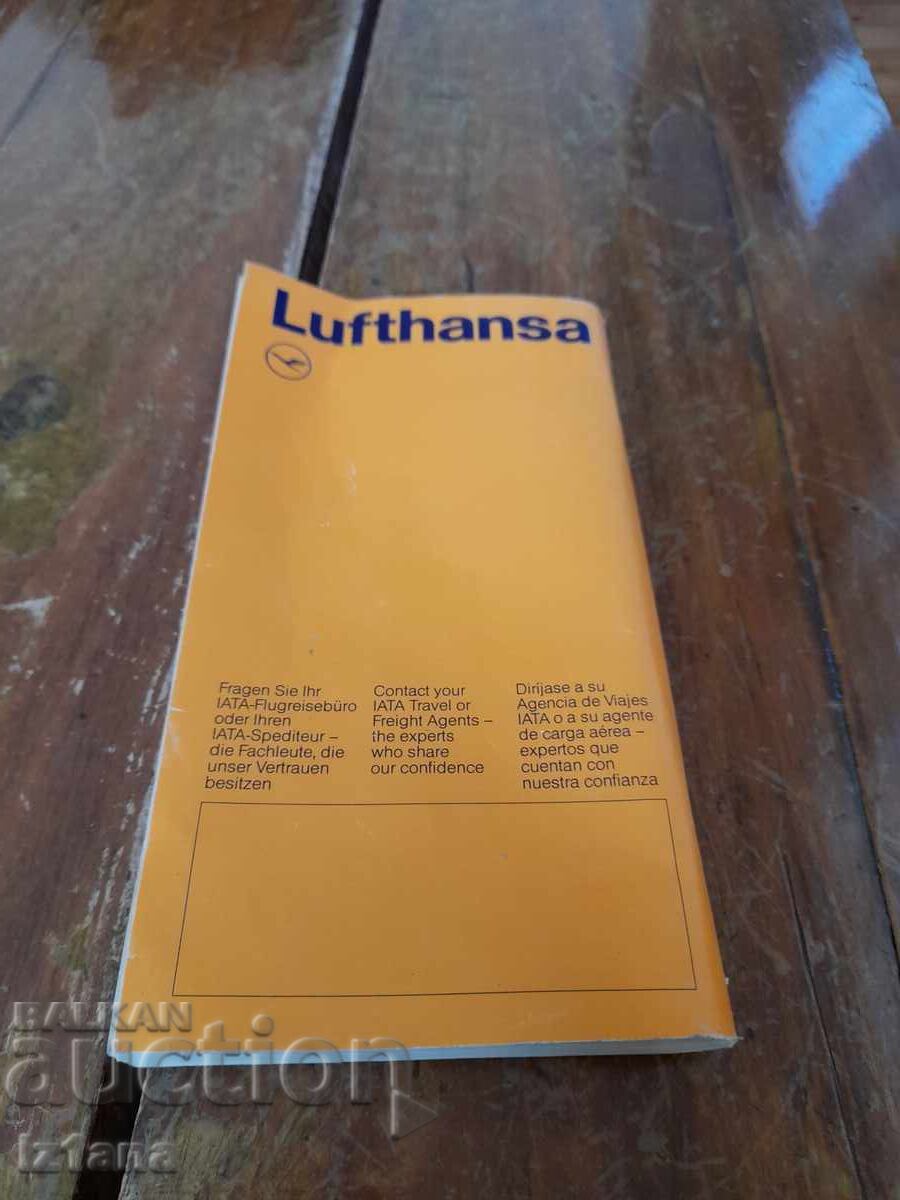 Lufthansa
Fragen Sie Ihr
IATA-Flugreisebüro
oder Ihren
IATA-Spediteur –
die Fachleute, die
unser Vertrauen
besitzen
Contact your
IATA Travel or
Freight Agents –
the experts
who share
our confidence
Diríjase a su
Agencia de Viajes
IATA o a su agente
de carga aérea –
expertos que
cuentan con
nuestra confianza
BALKAN
auction
iz1ana